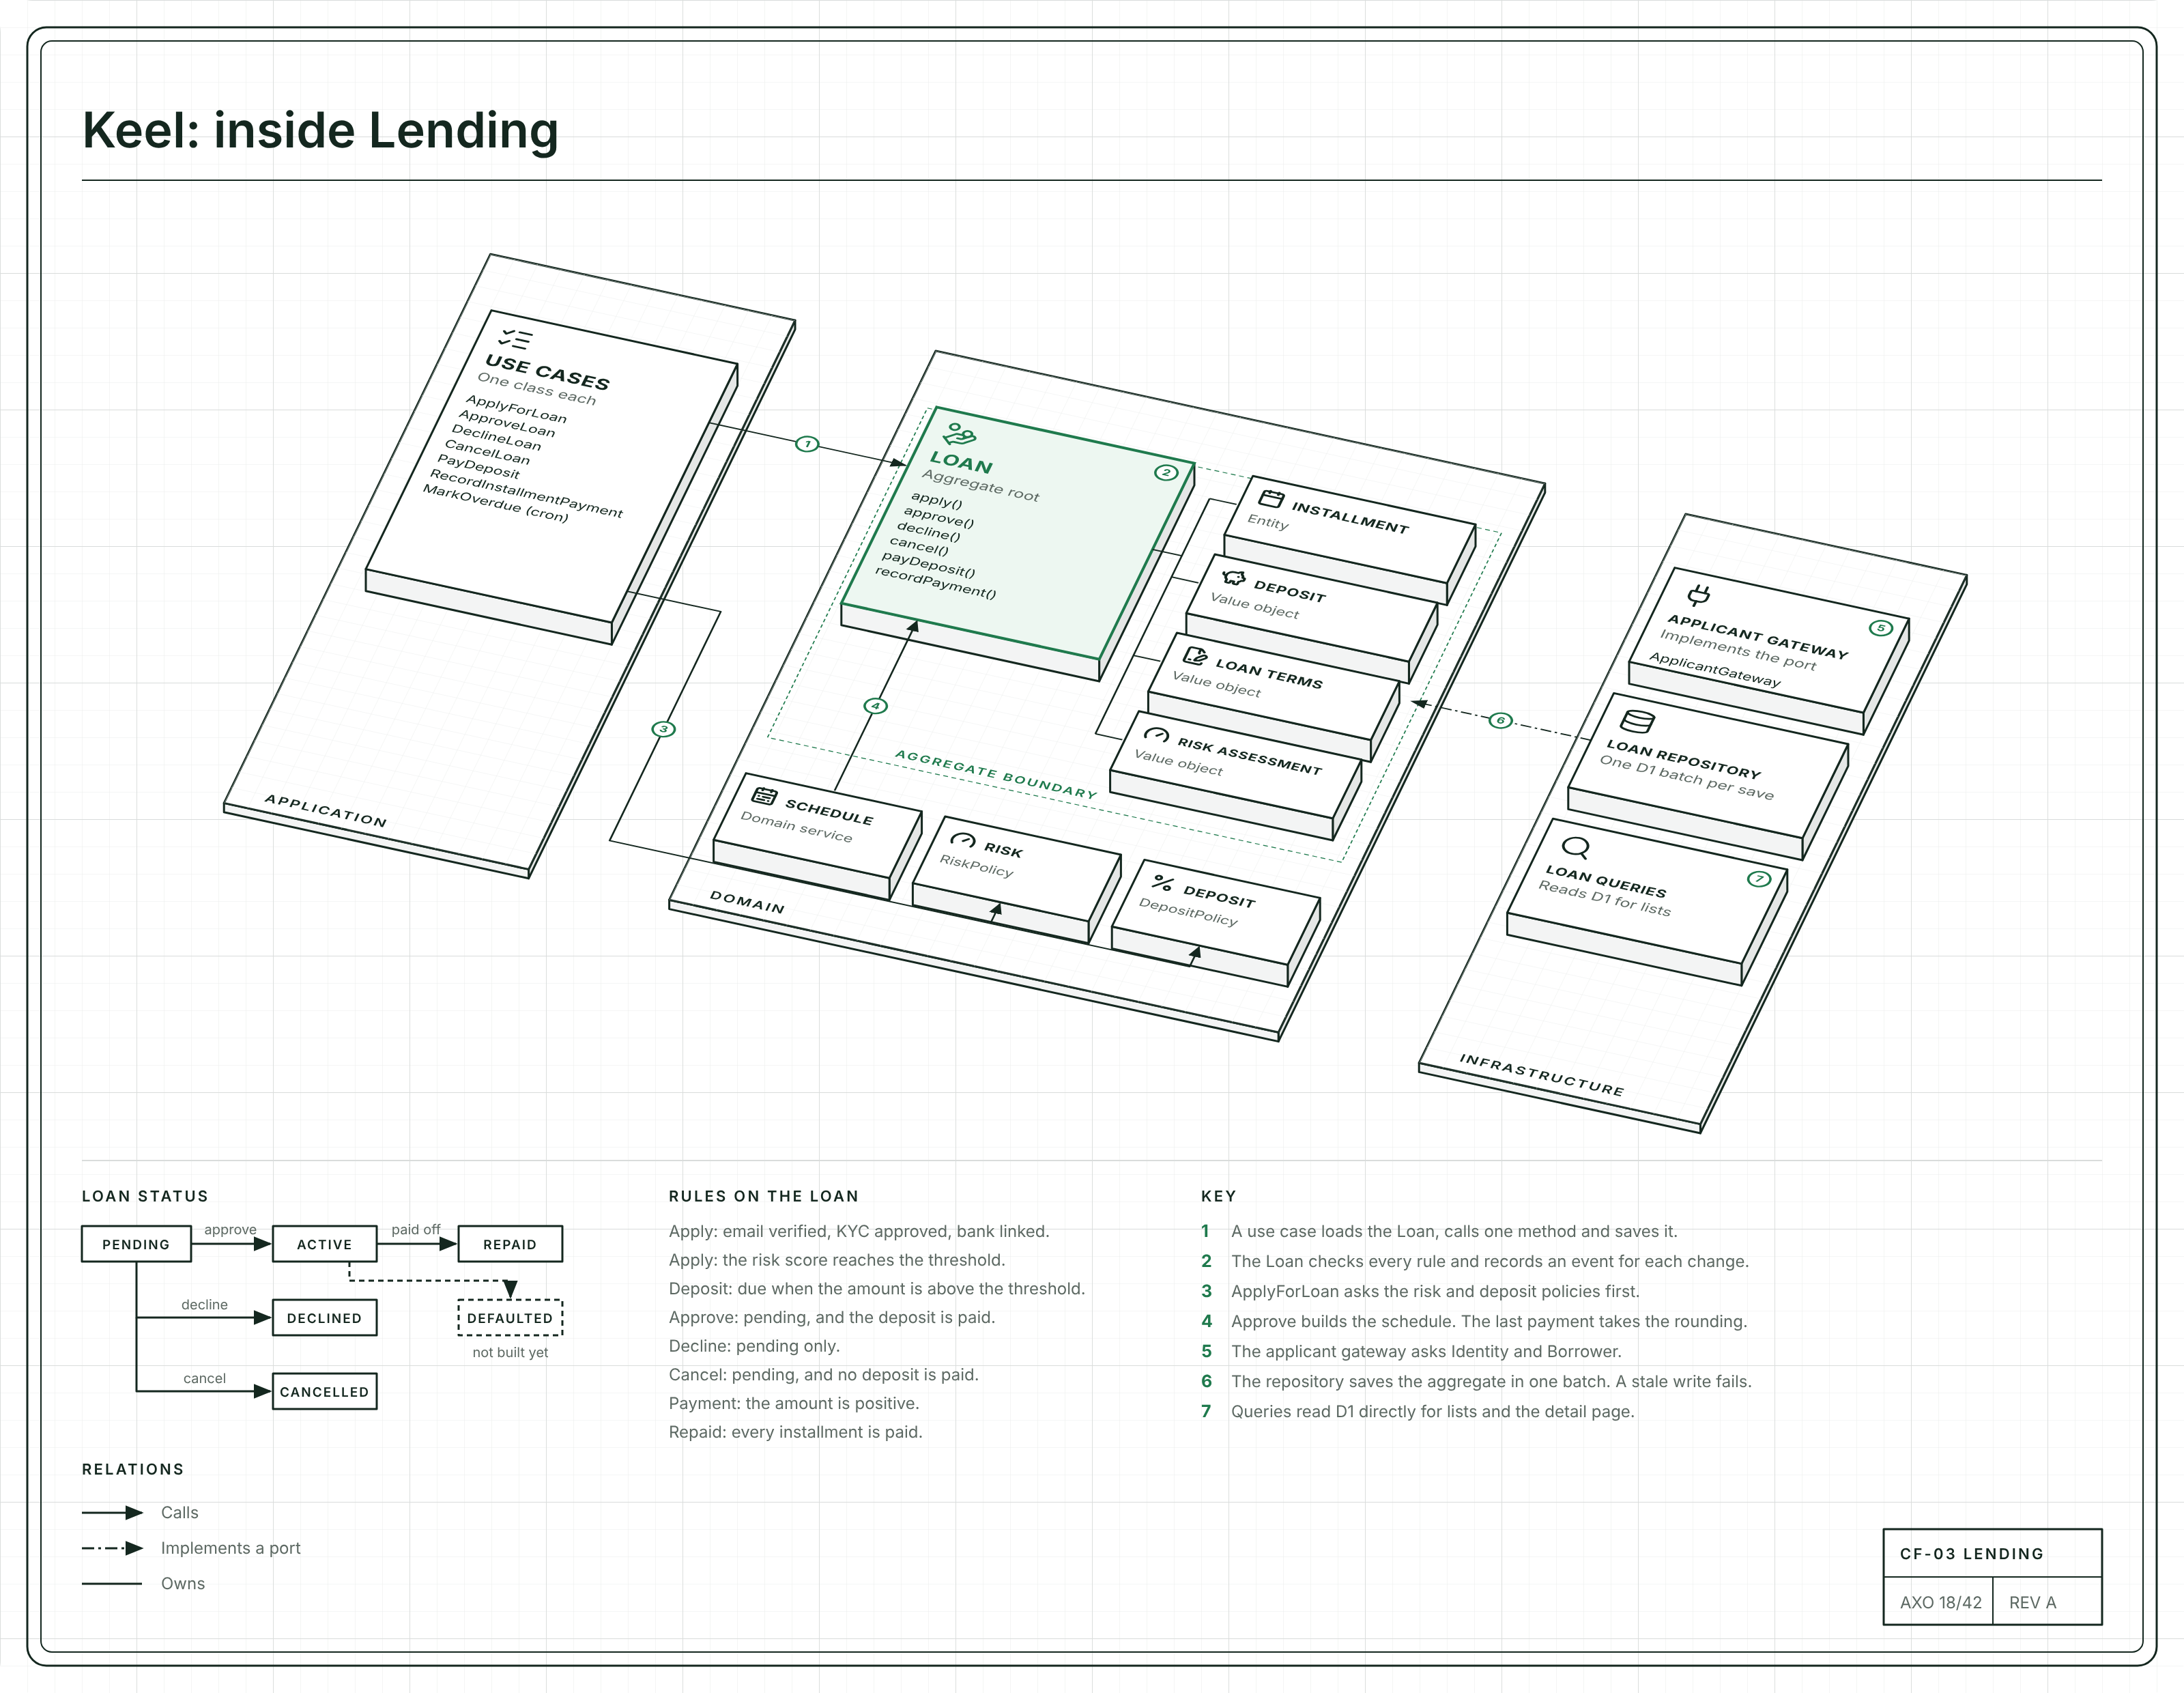 Keel: inside Lending
USE CASES
One class each
ApplyForLoan
ApproveLoan
DeclineLoan
CancelLoan
PayDeposit
RecordInstallmentPayment
MarkOverdue (cron)
APPLICATION
1
3
LOAN
Aggregate root
2
apply()
approve()
decline()
cancel()
payDeposit()
recordPayment()
4
INSTALLMENT
Entity
DEPOSIT
Value object
LOAN TERMS
Value object
RISK ASSESSMENT
Value object
AGGREGATE BOUNDARY
SCHEDULE
Domain service
RISK
RiskPolicy
DEPOSIT
DepositPolicy
DOMAIN
6
APPLICANT GATEWAY
Implements the port
ApplicantGateway
5
LOAN REPOSITORY
One D1 batch per save
LOAN QUERIES
Reads D1 for lists
7
INFRASTRUCTURE
LOAN STATUS
PENDING
approve
ACTIVE
paid off
REPAID
decline
DECLINED
DEFAULTED
not built yet
cancel
CANCELLED
RELATIONS
Calls
Implements a port
Owns
RULES ON THE LOAN
Apply: email verified, KYC approved, bank linked.
Apply: the risk score reaches the threshold.
Deposit: due when the amount is above the threshold.
Approve: pending, and the deposit is paid.
Decline: pending only.
Cancel: pending, and no deposit is paid.
Payment: the amount is positive.
Repaid: every installment is paid.
KEY
1 A use case loads the Loan, calls one method and saves it.
2 The Loan checks every rule and records an event for each change.
3 ApplyForLoan asks the risk and deposit policies first.
4 Approve builds the schedule. The last payment takes the rounding.
5 The applicant gateway asks Identity and Borrower.
6 The repository saves the aggregate in one batch. A stale write fails.
7 Queries read D1 directly for lists and the detail page.
CF-03 LENDING
AXO 18/42
REV A